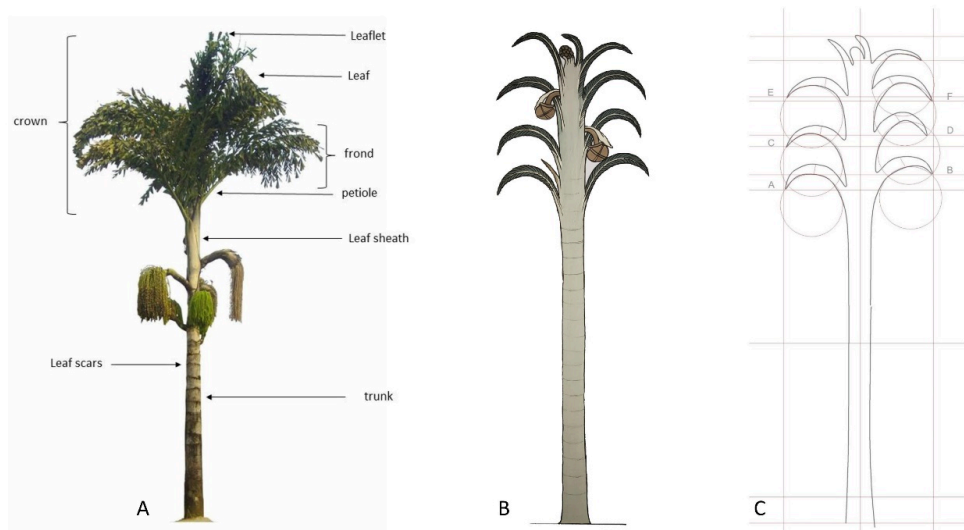 Leaflet
Leaf
crown
frond
petiole
Leaf sheath
Leaf scars
trunk
A
B
E
F
D
C
B
A
C